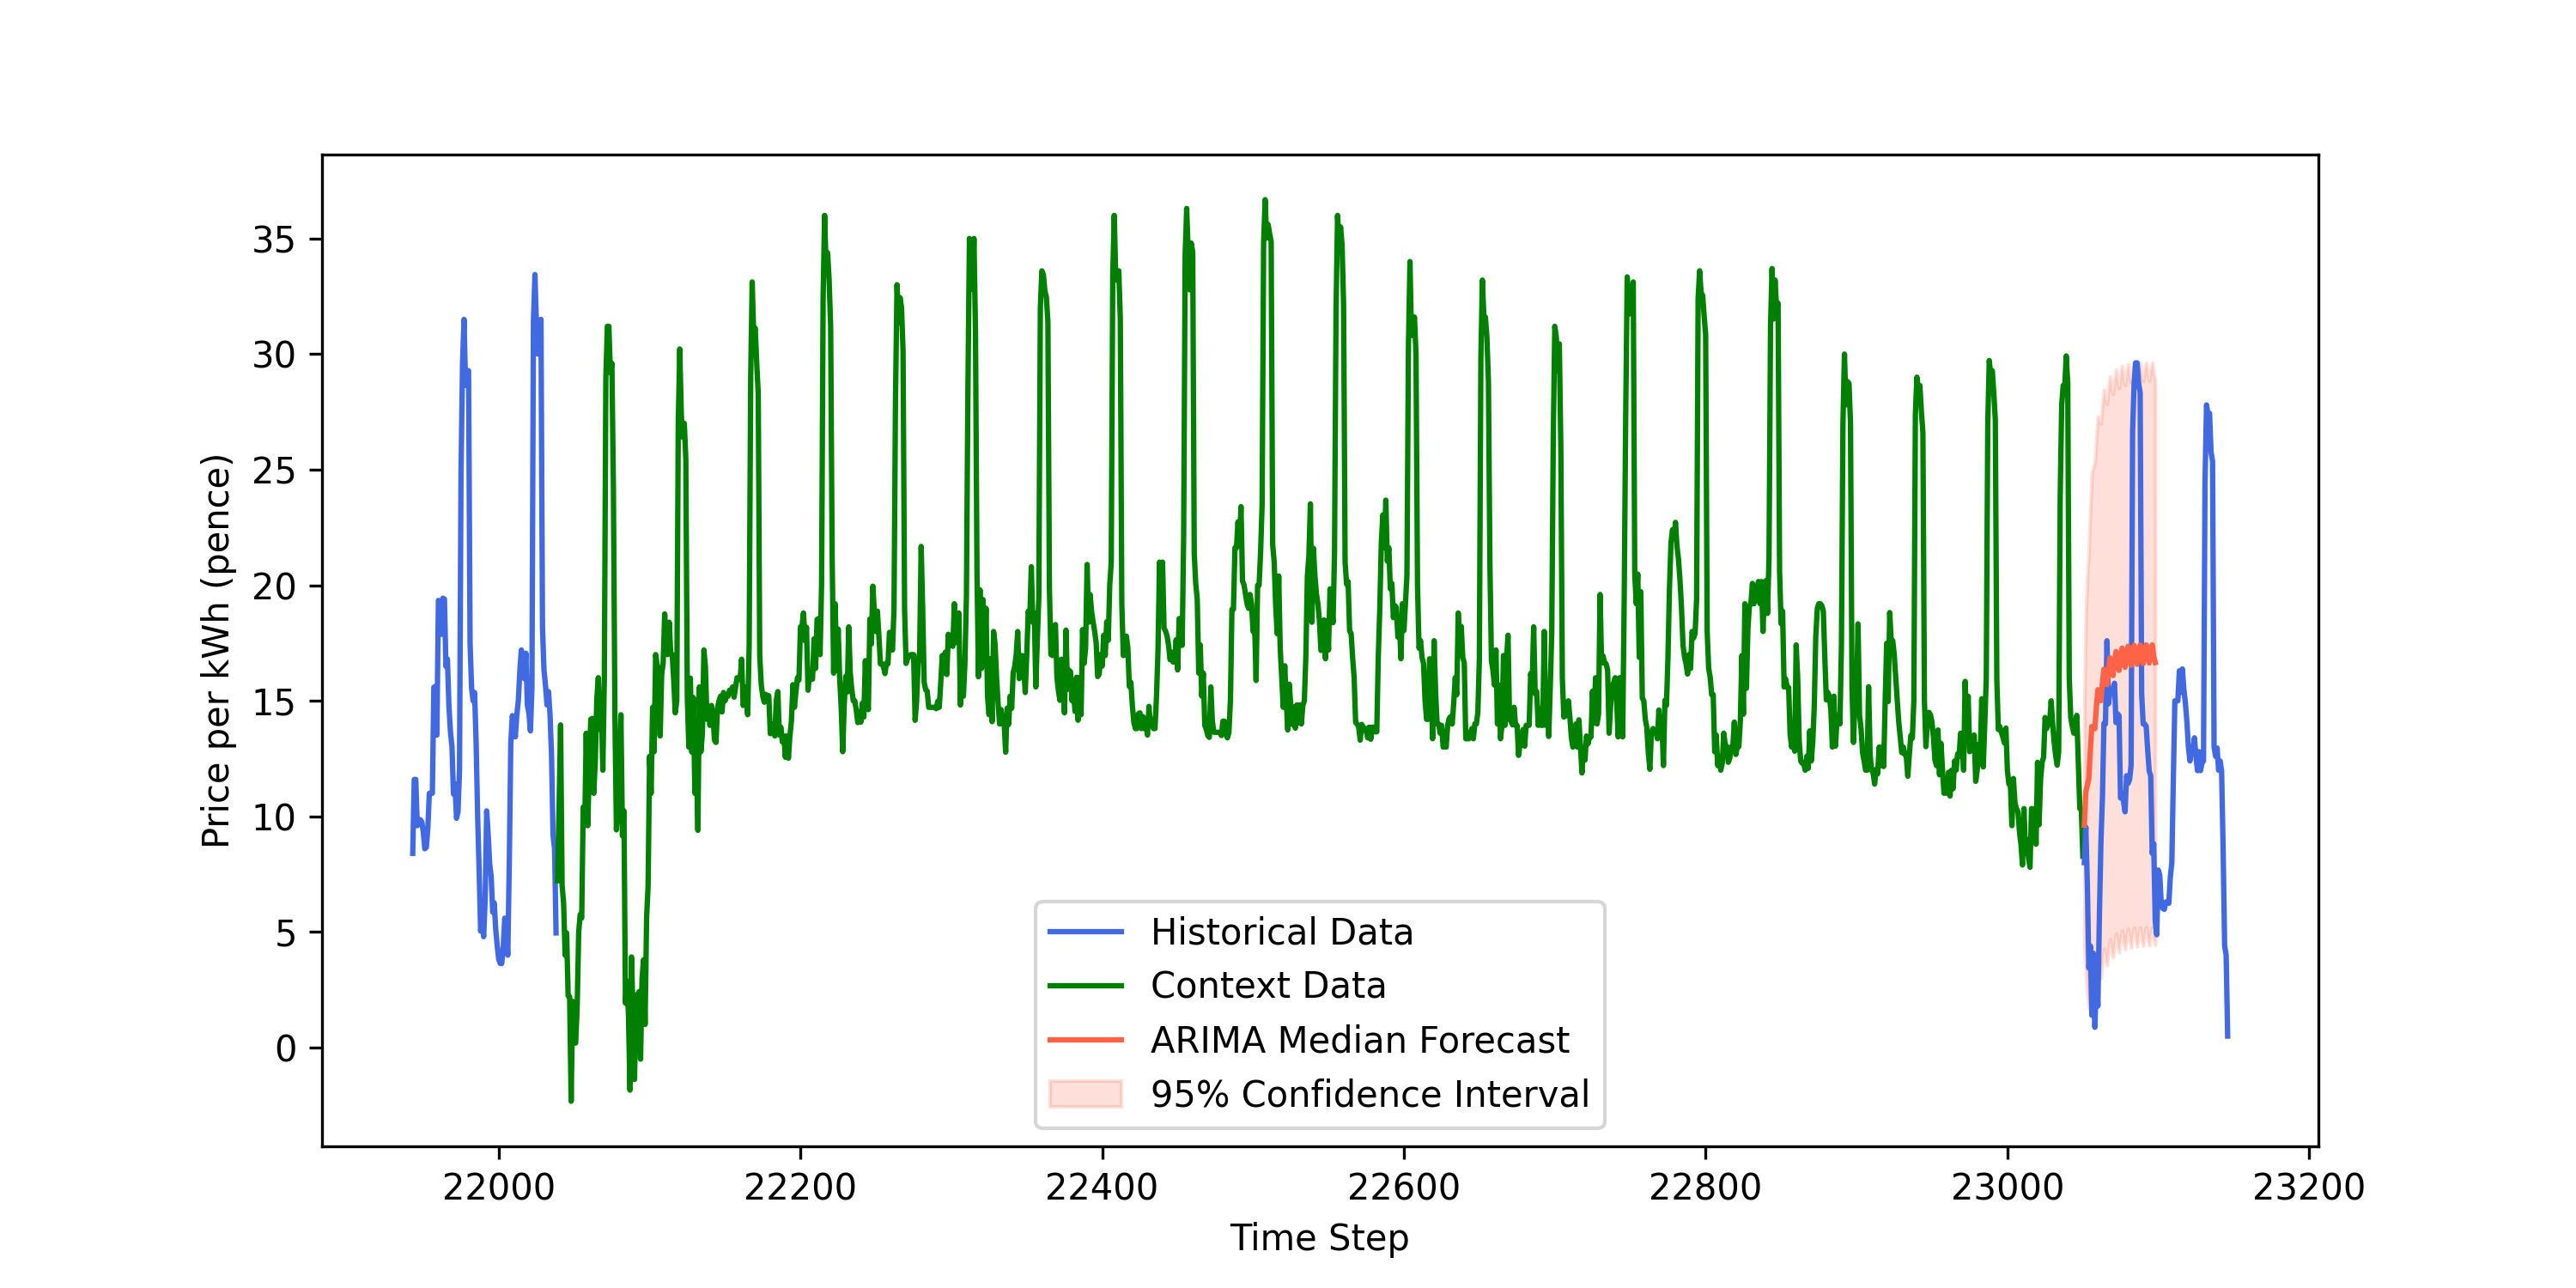 35
30
25
20
15
10
5
0
Price per kWh (pence)
Historical Data
Context Data
ARIMA Median Forecast
95% Confidence Interval
22000 22200 22400 22600 22800 23000 23200
Time Step